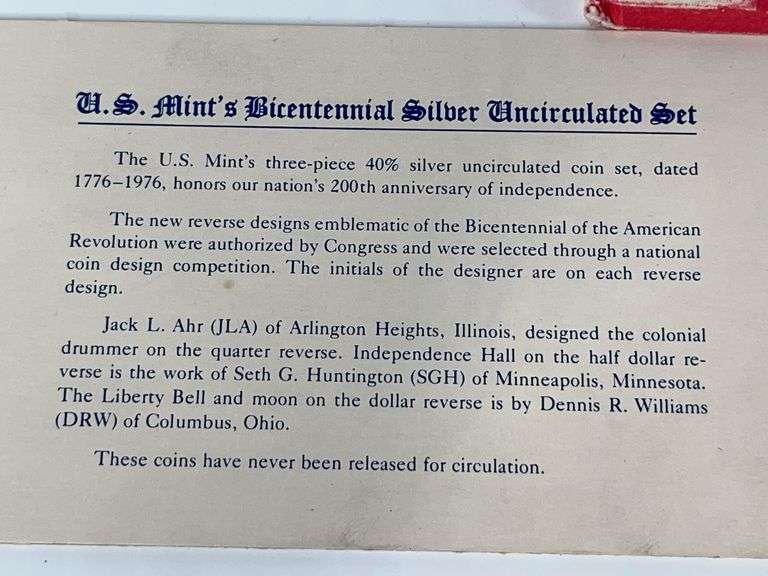 U.S. Mint's Bicentennial Silver Uncirculated Set
The U.S. Mint's three-piece 40% silver uncirculated coin set, dated
1776–1976, honors our nation's 200th anniversary of independence.
The new reverse designs emblematic of the Bicentennial of the American
Revolution were authorized by Congress and were selected through a national
coin design competition. The initials of the designer are on each reverse
design.
Jack L. Ahr (JLA) of Arlington Heights, Illinois, designed the colonial
drummer on the quarter reverse. Independence Hall on the half dollar re-
verse is the work of Seth G. Huntington (SGH) of Minneapolis, Minnesota.
The Liberty Bell and moon on the dollar reverse is by Dennis R. Williams
(DRW) of Columbus, Ohio.
These coins have never been released for circulation.